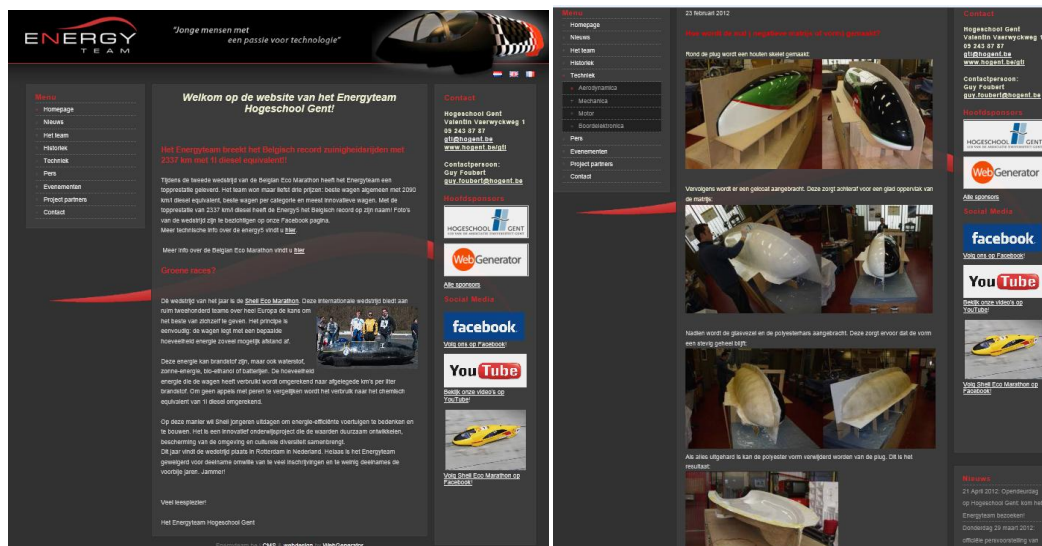 ENERGY
TEAM
"Jonge mensen met
een passie voor technologie"
Menu
Homepage
Nieuws
Het team
Historiek
Techniek
Pers
Evenementen
Project partners
Contact
Welkom op de website van het Energyteam
Hogeschool Gent!
Het Energyteam breekt het Belgisch record zuinigheidsrijden met
2337 km met 1l diesel equivalent!!
Tijdens de tweede wedstrijd van de Belgian Eco Marathon heeft het Energyteam een
topprestatie geleverd. Het team won maar liefst drie prijzen: beste wagen algemeen met 2090
km/l diesel equivalent, beste wagen per categorie en meest innovatieve wagen. Met de
topprestatie van 2337 km/l diesel heeft de Energy5 het Belgisch record op zijn naam! Foto's
van de wedstrijd zijn te bezichtigen op onze Facebook pagina.
Meer technische info over de energy5 vindt u hier.
Meer info over de Belgian Eco Marathon vindt u hier
Groene races?
Dé wedstrijd van het jaar is de Shell Eco Marathon. Deze internationale wedstrijd biedt aan
ruim tweehonderd teams over heel Europa de kans om
het beste van zichzelf te geven. Het principe is
eenvoudig: de wagen legt met een bepaalde
hoeveelheid energie zoveel mogelijk afstand af.
Deze energie kan brandstof zijn, maar ook waterstof,
zonne-energie, bio-ethanol of batterijen. De hoeveelheid
energie die de wagen heeft verbruikt wordt omgerekend naar afgelegde km's per liter
brandstof. Om geen appels met peren te vergelijken wordt het verbruik naar het chemisch
equivalent van 1l diesel omgerekend.
Op deze manier wil Shell jongeren uitdagen om energie-efficiënte voertuigen te bedenken en
te bouwen. Het is een innovatief onderwijsproject die de waarden duurzaam ontwikkelen,
bescherming van de omgeving en culturele diversiteit samenbrengt.
Dit jaar vindt de wedstrijd plaats in Rotterdam in Nederland. Helaas is het Energyteam
geweigerd voor deelname omwille van te veel inschrijvingen en te weinig deelnames de
voorbije jaren. Jammer!
Veel leesplezier!
Het Energyteam Hogeschool Gent
CMS & webdesign by WebGenerator
Contact
Hogeschool Gent
Valentin Vaerwyckweg 1
09 243 87 87
gti@hogent.be
www.hogent.be/gti
Contactpersoon:
Guy Foubert
guy.foubert@hogent.be
Hoofdsponsors
HOGESCHOOL GENT
WebGenerator
Alle sponsors
Social Media
facebook
Volg ons op Facebook!
YouTube
Bekijk onze video's op
YouTube!
Volg Shell Eco Marathon op
Facebook!
Menu
Homepage
Nieuws
Het team
Historiek
Techniek
Aerodynamica
Mechanica
Motor
Boordelektronica
Pers
Evenementen
Project partners
Contact
23 februari 2012
Rond de plug wordt een houten skelet gemaakt:
Vervolgens wordt er een gelcoat aangebracht. Deze zorgt achteraf voor een glad oppervlak van
de matrijs:
Nadien wordt de glasvezel en de polyesterhars aangebracht. Deze zorgt ervoor dat de vorm
een stevig geheel blijft:
Als alles uitgehard is kan de polyester vorm verwijderd worden van de plug. Dit is het
resultaat:
Contact
Hogeschool Gent
Valentin Vaerwyckweg 1
09 243 87 87
gti@hogent.be
www.hogent.be/gti
Contactpersoon:
Guy Foubert
guy.foubert@hogent.be
Hoofdsponsors
HOGESCHOOL GENT
WebGenerator
Alle sponsors
Social Media
facebook
Volg ons op Facebook!
YouTube
Bekijk onze video's op
YouTube!
Volg Shell Eco Marathon op
Facebook!
Nieuws
21 April 2012: Opendeurdag
op Hogeschool Gent: kom het
Energyteam bezoeken!
Donderdag 29 maart 2012:
officiële persvoorstelling van